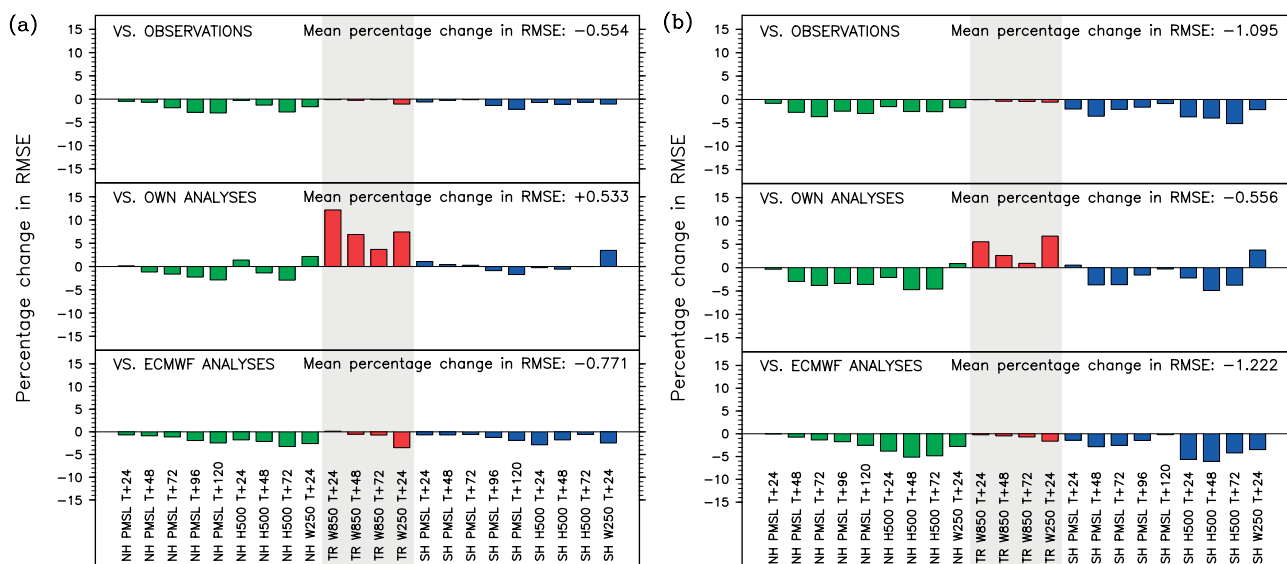 (a)
Percentage change in RMSE
VS. OBSERVATIONS Mean percentage change in RMSE: −0.554
15
10
5
0
−5
−10
−15
VS. OWN ANALYSES Mean percentage change in RMSE: +0.533
15
10
5
0
−5
−10
−15
VS. ECMWF ANALYSES Mean percentage change in RMSE: −0.771
15
10
5
0
−5
−10
−15
NH PMSL T+24
NH PMSL T+48
NH PMSL T+72
NH PMSL T+96
NH PMSL T+120
NH H500 T+24
NH H500 T+48
NH H500 T+72
NH W250 T+24
TR W850 T+24
TR W850 T+48
TR W850 T+72
TR W250 T+24
SH PMSL T+24
SH PMSL T+48
SH PMSL T+72
SH PMSL T+96
SH PMSL T+120
SH H500 T+24
SH H500 T+48
SH H500 T+72
SH W250 T+24
(b)
Percentage change in RMSE
VS. OBSERVATIONS Mean percentage change in RMSE: −1.095
15
10
5
0
−5
−10
−15
VS. OWN ANALYSES Mean percentage change in RMSE: −0.556
15
10
5
0
−5
−10
−15
VS. ECMWF ANALYSES Mean percentage change in RMSE: −1.222
15
10
5
0
−5
−10
−15
NH PMSL T+24
NH PMSL T+48
NH PMSL T+72
NH PMSL T+96
NH PMSL T+120
NH H500 T+24
NH H500 T+48
NH H500 T+72
NH W250 T+24
TR W850 T+24
TR W850 T+48
TR W850 T+72
TR W250 T+24
SH PMSL T+24
SH PMSL T+48
SH PMSL T+72
SH PMSL T+96
SH PMSL T+120
SH H500 T+24
SH H500 T+48
SH H500 T+72
SH W250 T+24